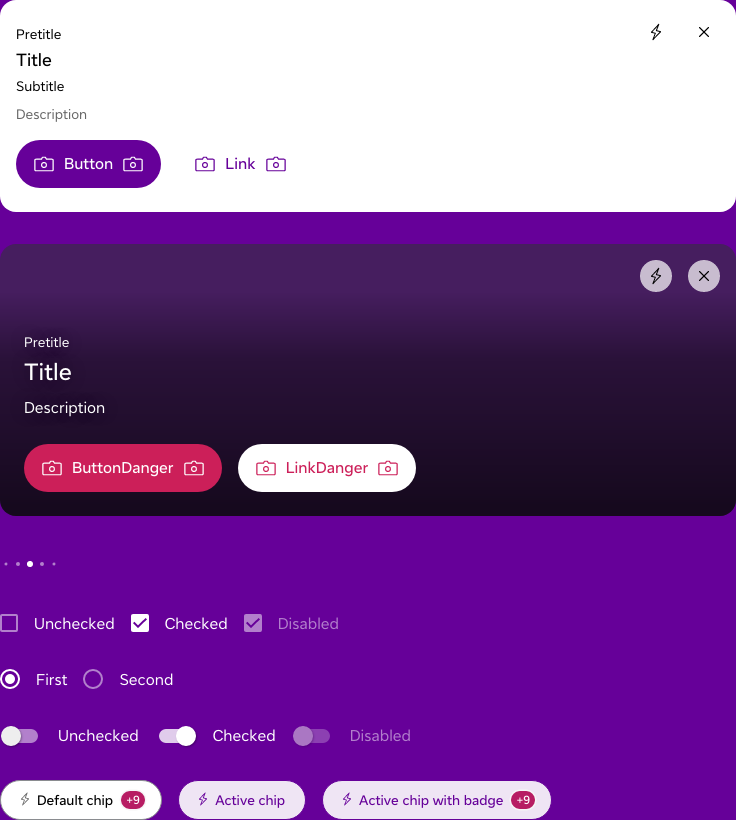 Pretitle
Title
Subtitle
Description
Button Link
Pretitle
Title
Description
ButtonDanger LinkDanger
Unchecked Checked Disabled
First Second
Unchecked Checked Disabled
Default chip +9 Active chip Active chip with badge +9